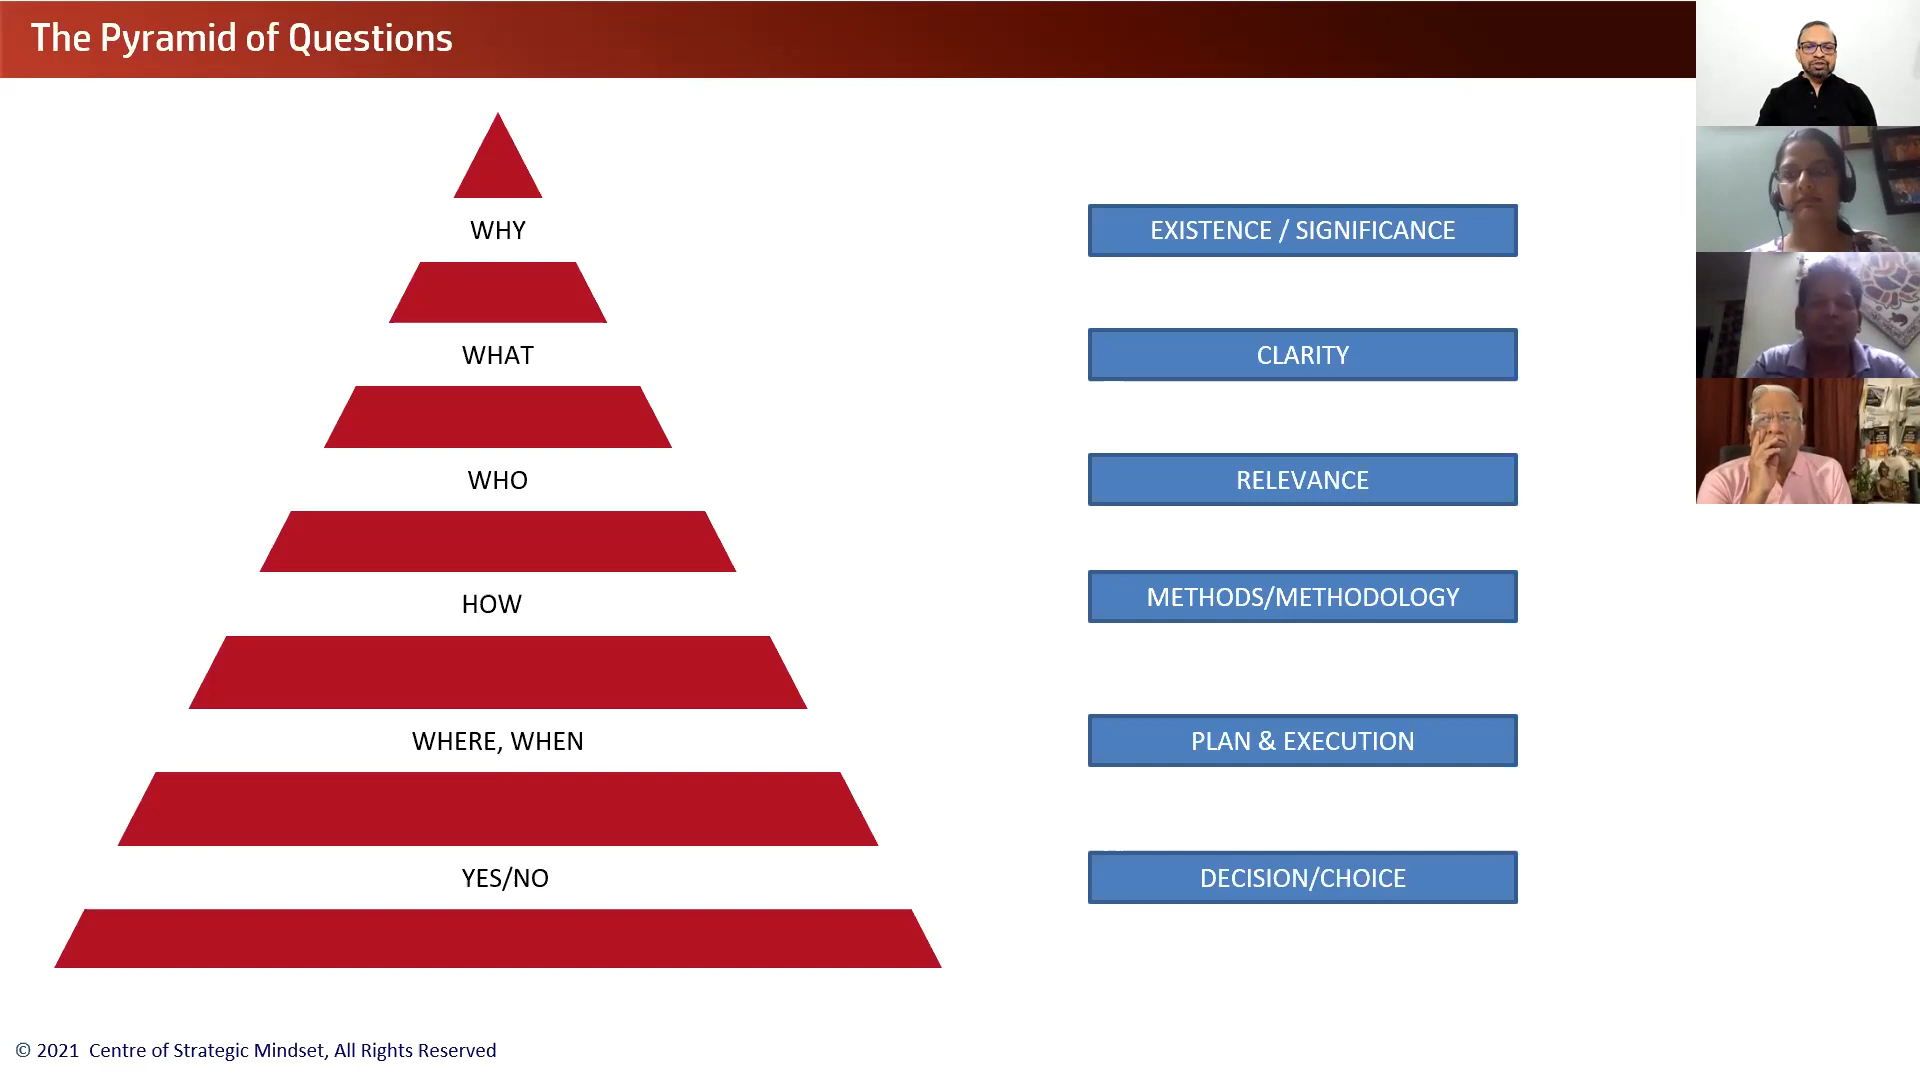 The Pyramid of Questions
WHY
EXISTENCE / SIGNIFICANCE
WHAT
CLARITY
WHO
RELEVANCE
HOW
METHODS/METHODOLOGY
WHERE, WHEN
PLAN & EXECUTION
YES/NO
DECISION/CHOICE
© 2021 Centre of Strategic Mindset, All Rights Reserved